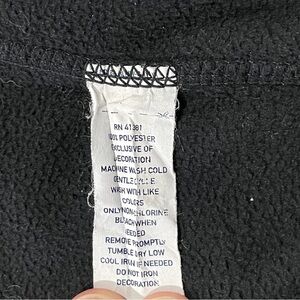 RN 41381
100% POLYESTER
EXCLUSIVE OF
DECORATION
MACHINE WASH COLD
GENTLE CYCLE
WASH WITH LIKE
COLORS
ONLY NON-CHLORINE
BLEACH WHEN
NEEDED
REMOVE PROMPTLY
TUMBLE DRY LOW
COOL IRON IF NEEDED
DO NOT IRON
DECORATION